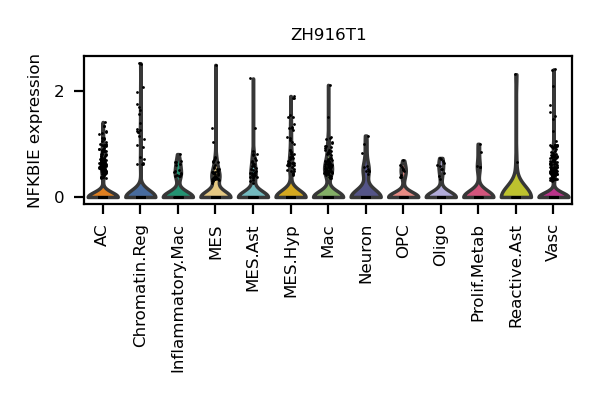 ZH916T1
NFKBIE expression
2
0
AC
Chromatin.Reg
Inflammatory.Mac
MES
MES.Ast
MES.Hyp
Mac
Neuron
OPC
Oligo
Prolif.Metab
Reactive.Ast
Vasc